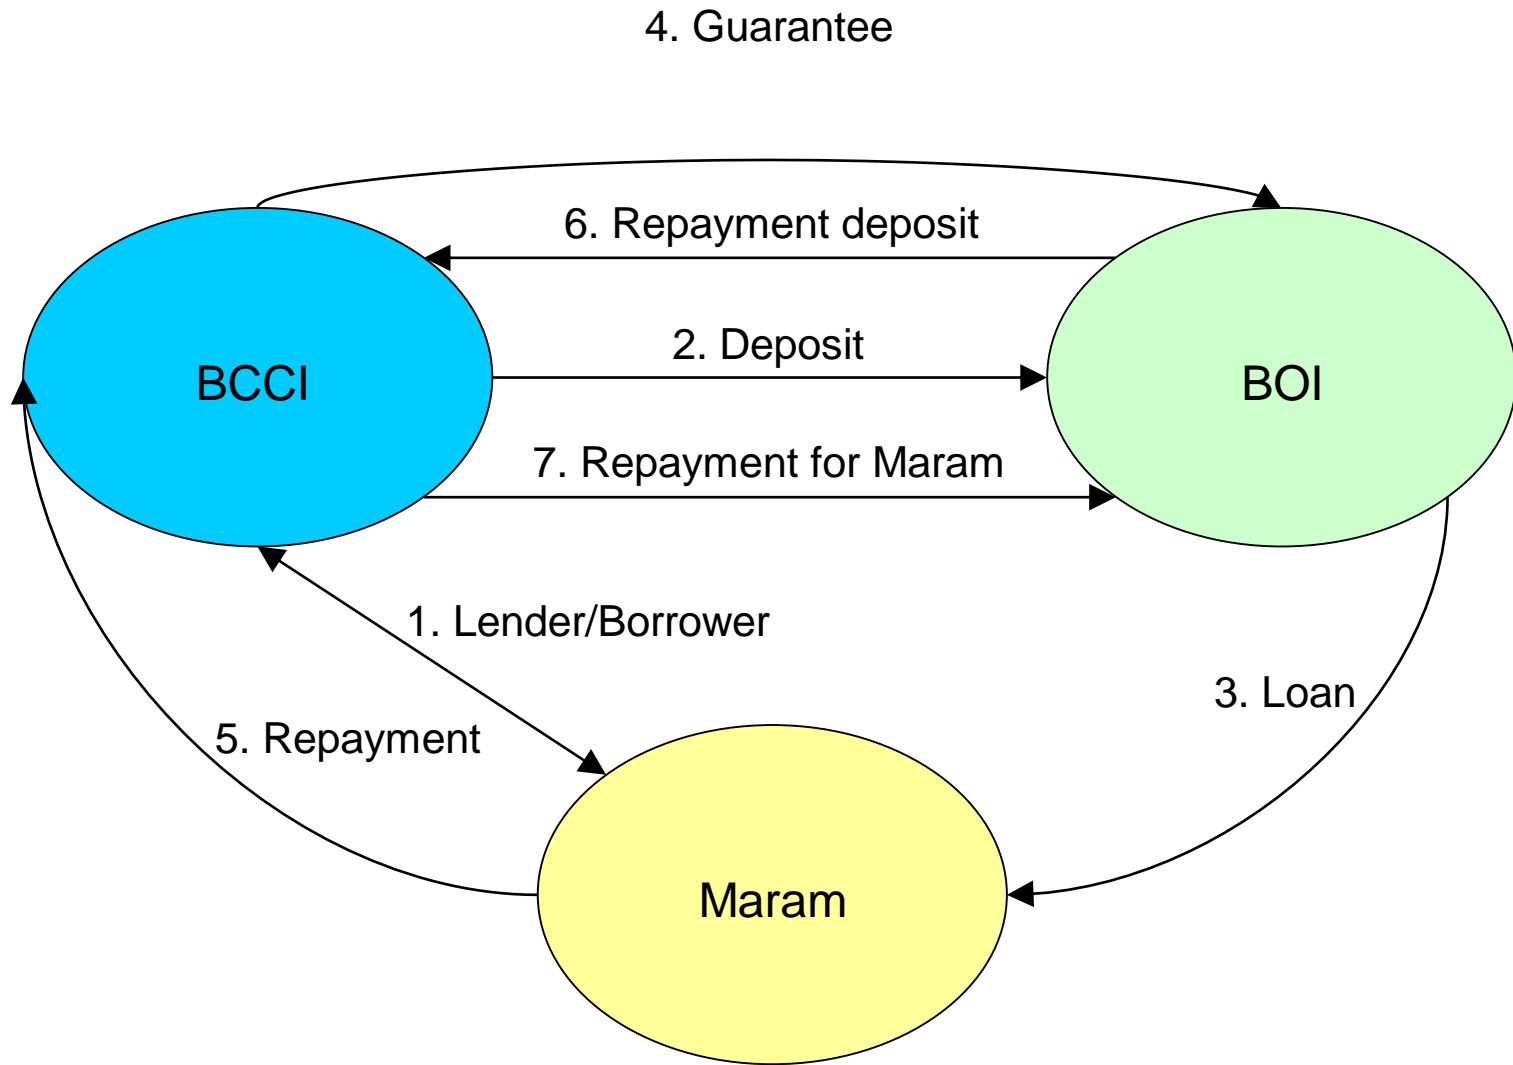 4. Guarantee
6. Repayment deposit
2. Deposit
BCCI
BOI
7. Repayment for Maram
1. Lender/Borrower
3. Loan
5. Repayment
Maram